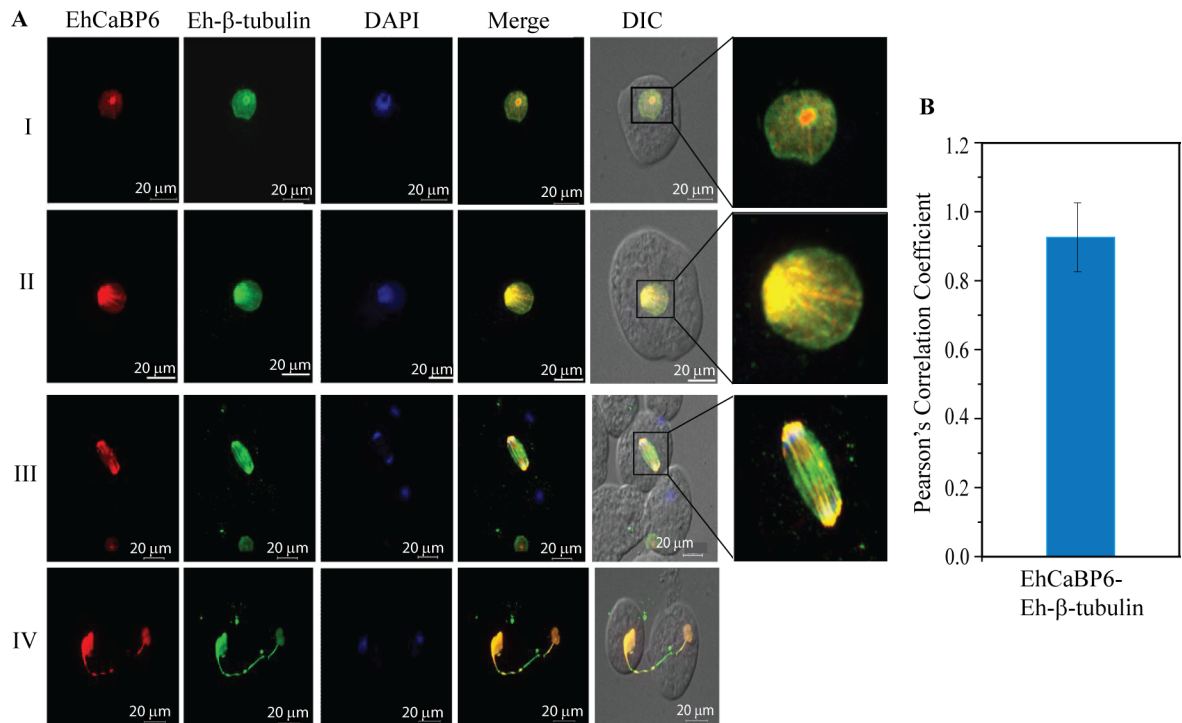 A
EhCaBP6 Eh-β-tubulin DAPI Merge DIC
I
20 µm 20 µm 20 µm 20 µm 20 µm
II
20 µm 20 µm 20 µm 20 µm 20 µm
III
20 µm 20 µm 20 µm 20 µm 20 µm
IV
20 µm 20 µm 20 µm 20 µm 20 µm
B
Pearson's Correlation Coefficient
1.2
1.0
0.8
0.6
0.4
0.2
0.0
EhCaBP6-
Eh-β-tubulin